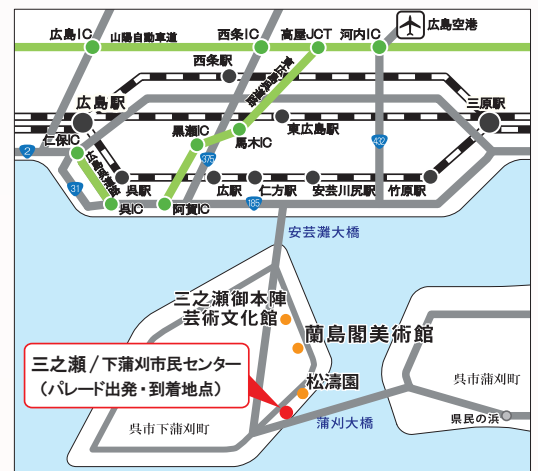 広島空港
広島IC
山陽自動車道
西条IC
高屋JCT
河内IC
西条駅
東広島呉道路
広島駅
三原駅
黒瀬IC
東広島駅
仁保IC
馬木IC
2
375
432
広島呉道路
31
呉駅
広駅
仁方駅
安芸川尻駅
竹原駅
呉IC
阿賀IC
185
安芸灘大橋
三之瀬御本陣
芸術文化館
蘭島閣美術館
三之瀬/下蒲刈市民センター
(パレード出発・到着地点)
松濤園
呉市蒲刈町
呉市下蒲刈町
蒲刈大橋
県民の浜